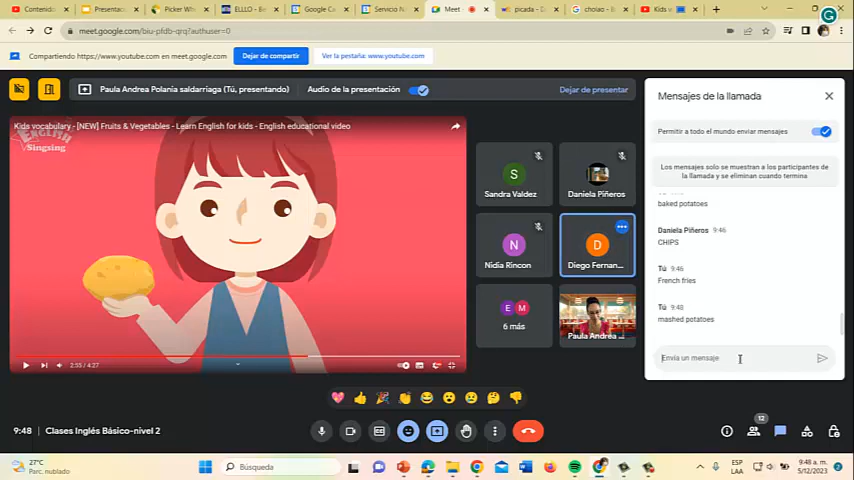 Contenido
Presentac
Picker Whe
ELLLO - Be
Google Ca
Servicio N
Meet
picada - D
choiao - G
Kids v
meet.google.com/biu-pfdb-qrq?authuser=0
Compartiendo https://www.youtube.com en meet.google.com
Dejar de compartir
Ver la pestaña: www.youtube.com
Paula Andrea Polania saldarriaga (Tú, presentando)
Audio de la presentación
Dejar de presentar
Kids vocabulary - [NEW] Fruits & Vegetables - Learn English for kids - English educational video
ENGLISH
Singsing
2:55 / 4:27
S
Sandra Valdez
Daniela Piñeros
N
Nidia Rincon
D
Diego Fernan...
E M
6 más
Paula Andrea ...
Mensajes de la llamada
Permitir a todo el mundo enviar mensajes
Los mensajes solo se muestran a los participantes de
la llamada y se eliminan cuando termina
baked potatoes
Daniela Piñeros 9:46
CHIPS
Tú 9:46
French fries
Tú 9:48
mashed potatoes
Envía un mensaje
9:48
Clases Inglés Básico-nivel 2
12
27°C
Parc. nublado
Búsqueda
ESP
LAA
9:48 a. m.
5/12/2023